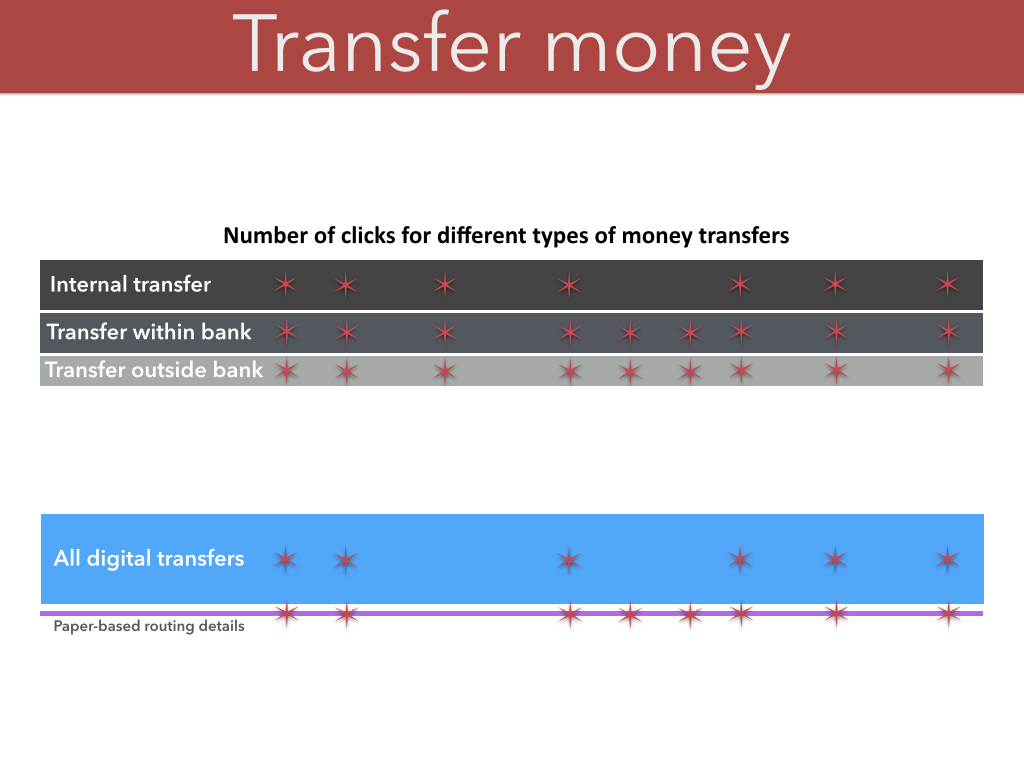 Transfer money
Number of clicks for different types of money transfers
Internal transfer
Transfer within bank
Transfer outside bank
All digital transfers
Paper-based routing details